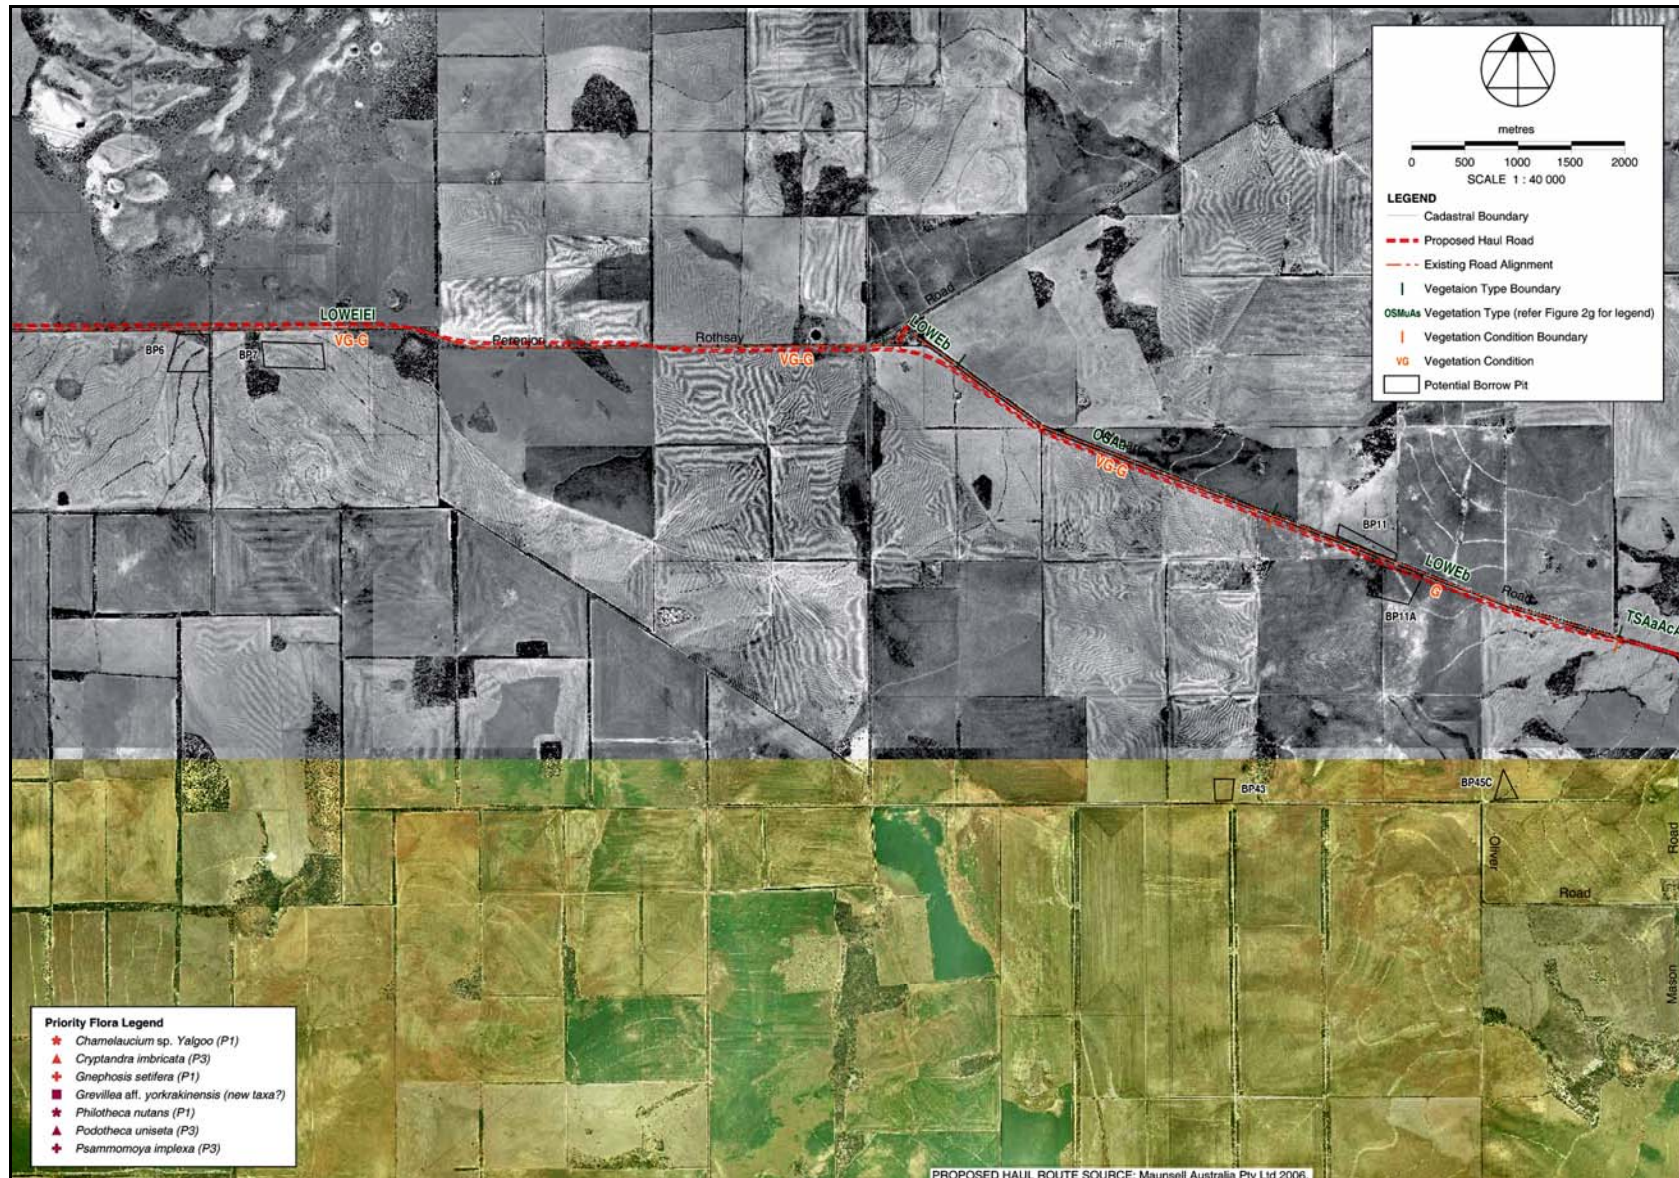 metres
0 500 1000 1500 2000
SCALE 1 : 40 000
LEGEND
Cadastral Boundary
Proposed Haul Road
Existing Road Alignment
Vegetaion Type Boundary
OSMuAs Vegetation Type (refer Figure 2g for legend)
Vegetation Condition Boundary
VG Vegetation Condition
Potential Borrow Pit
Road
LOWEIEI
LOWEb
VG-G
Perenjori
Rothsay
VG-G
BP6
BP7
VG-G
BP11
LOWEb
G
Road
BP11A
TSAaAcA
BP43
BP45C
Oliver
Road
Road
Mason
Priority Flora Legend
Chamelaucium sp. Yalgoo (P1)
Cryptandra imbricata (P3)
Gnephosis setifera (P1)
Grevillea aff. yorkrakinensis (new taxa?)
Philotheca nutans (P1)
Podotheca uniseta (P3)
Psammomoya implexa (P3)
PROPOSED HAUL ROUTE SOURCE: Maunsell Australia Pty Ltd 2006